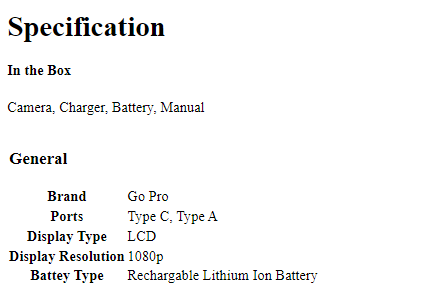 Specification
In the Box
Camera, Charger, Battery, Manual
General
Brand Go Pro
Ports Type C, Type A
Display Type LCD
Display Resolution 1080p
Battey Type Rechargable Lithium Ion Battery